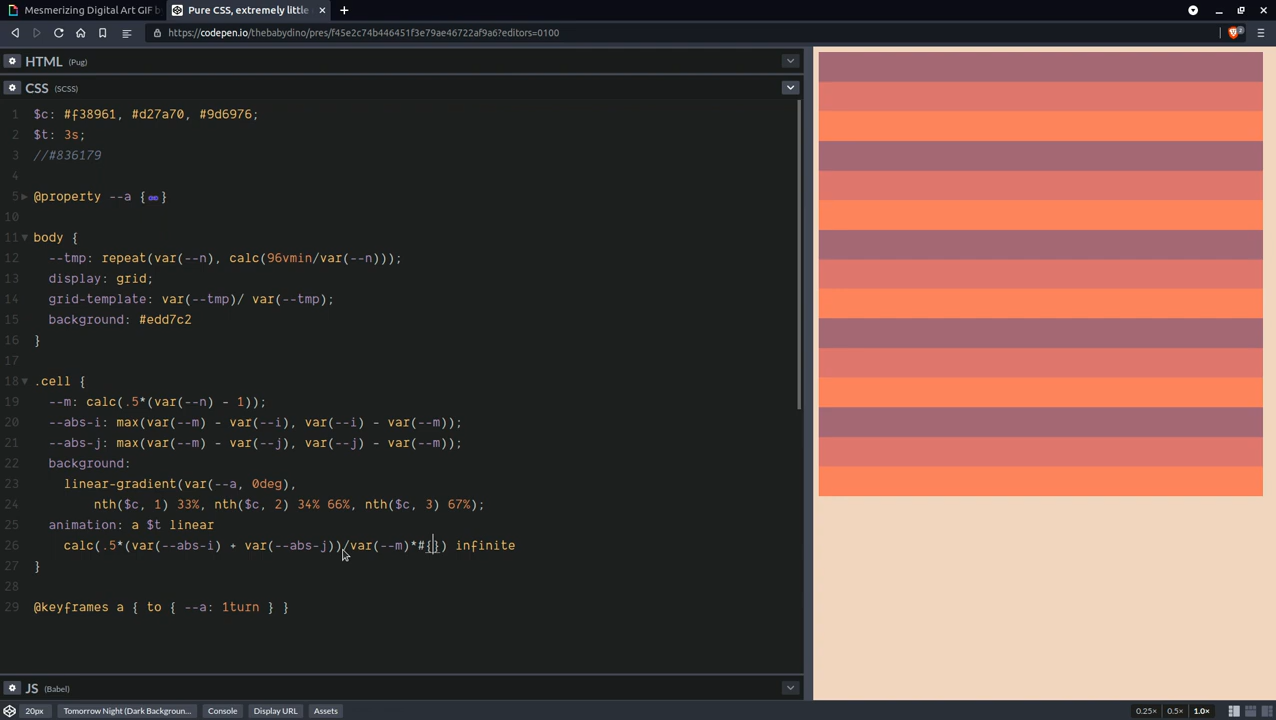 Mesmerizing Digital Art GIF b
Pure CSS, extremely little
https://codepen.io/thebabydino/pres/f45e2c74b446451f3e79ae46722af9a6?editors=0100
2
HTML (Pug)
CSS (SCSS)
1 $c: #f38961, #d27a70, #9d6976;
2 $t: 3s;
3 //#836179
4
5 @property --a {}
10
11 body {
12 --tmp: repeat(var(--n), calc(96vmin/var(--n)));
13 display: grid;
14 grid-template: var(--tmp)/ var(--tmp);
15 background: #edd7c2
16 }
17
18 .cell {
19 --m: calc(.5*(var(--n) - 1));
20 --abs-i: max(var(--m) - var(--i), var(--i) - var(--m));
21 --abs-j: max(var(--m) - var(--j), var(--j) - var(--m));
22 background:
23 linear-gradient(var(--a, 0deg),
24 nth($c, 1) 33%, nth($c, 2) 34% 66%, nth($c, 3) 67%);
25 animation: a $t linear
26 calc(.5*(var(--abs-i) + var(--abs-j))/var(--m)*#{}) infinite
27 }
28
29 @keyframes a { to { --a: 1turn } }
JS (Babel)
20px Tomorrow Night (Dark Backgroun... Console Display URL Assets 0.25× 0.5× 1.0×